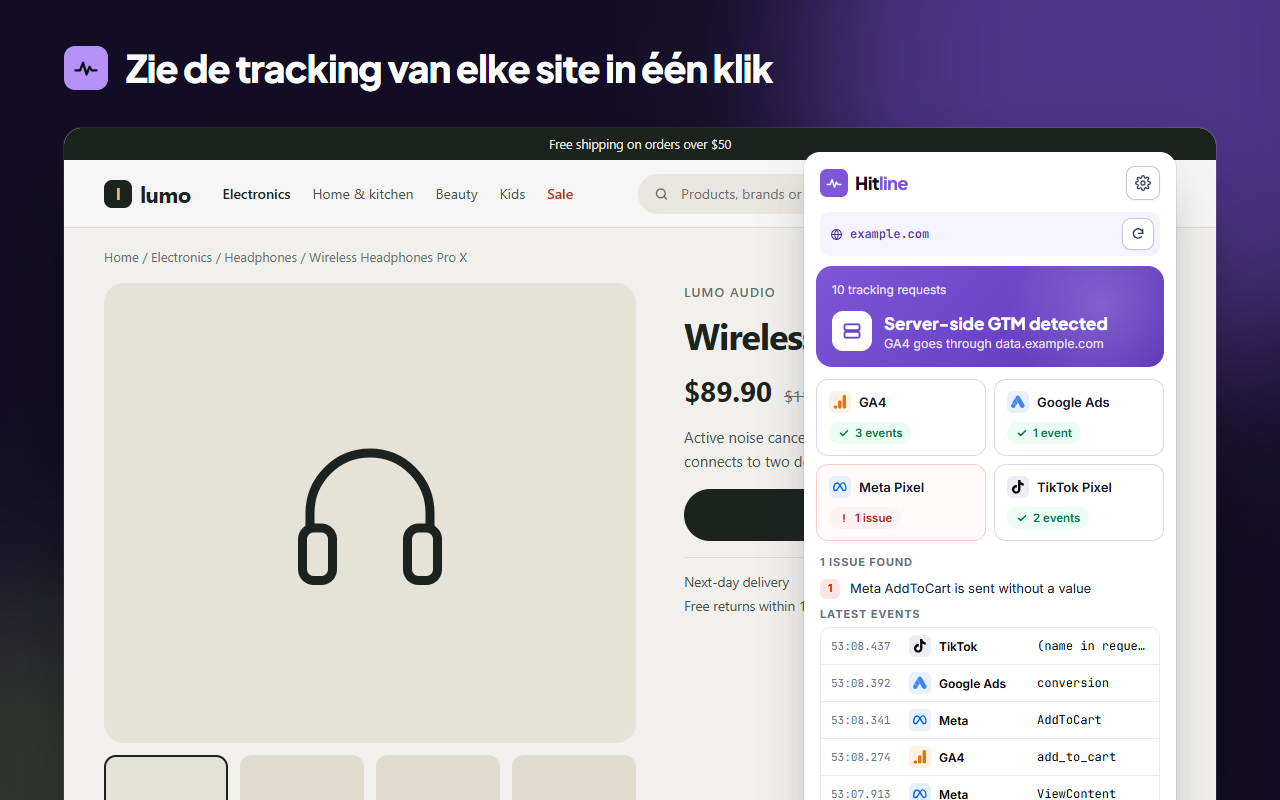 Zie de tracking van elke site in één klik
Free shipping on orders over $50
l lumo Electronics Home & kitchen Beauty Kids Sale Products, brands or
Home / Electronics / Headphones / Wireless Headphones Pro X
LUMO AUDIO
Wireles
$89.90
Active noise cance
connects to two d
Next-day delivery
Free returns within 1
Hitline
example.com
10 tracking requests
Server-side GTM detected
GA4 goes through data.example.com
GA4
3 events
Google Ads
1 event
Meta Pixel
! 1 issue
TikTok Pixel
2 events
1 ISSUE FOUND
1 Meta AddToCart is sent without a value
LATEST EVENTS
53:08.437 TikTok (name in reque…
53:08.392 Google Ads conversion
53:08.341 Meta AddToCart
53:08.274 GA4 add_to_cart
53:07.913 Meta ViewContent